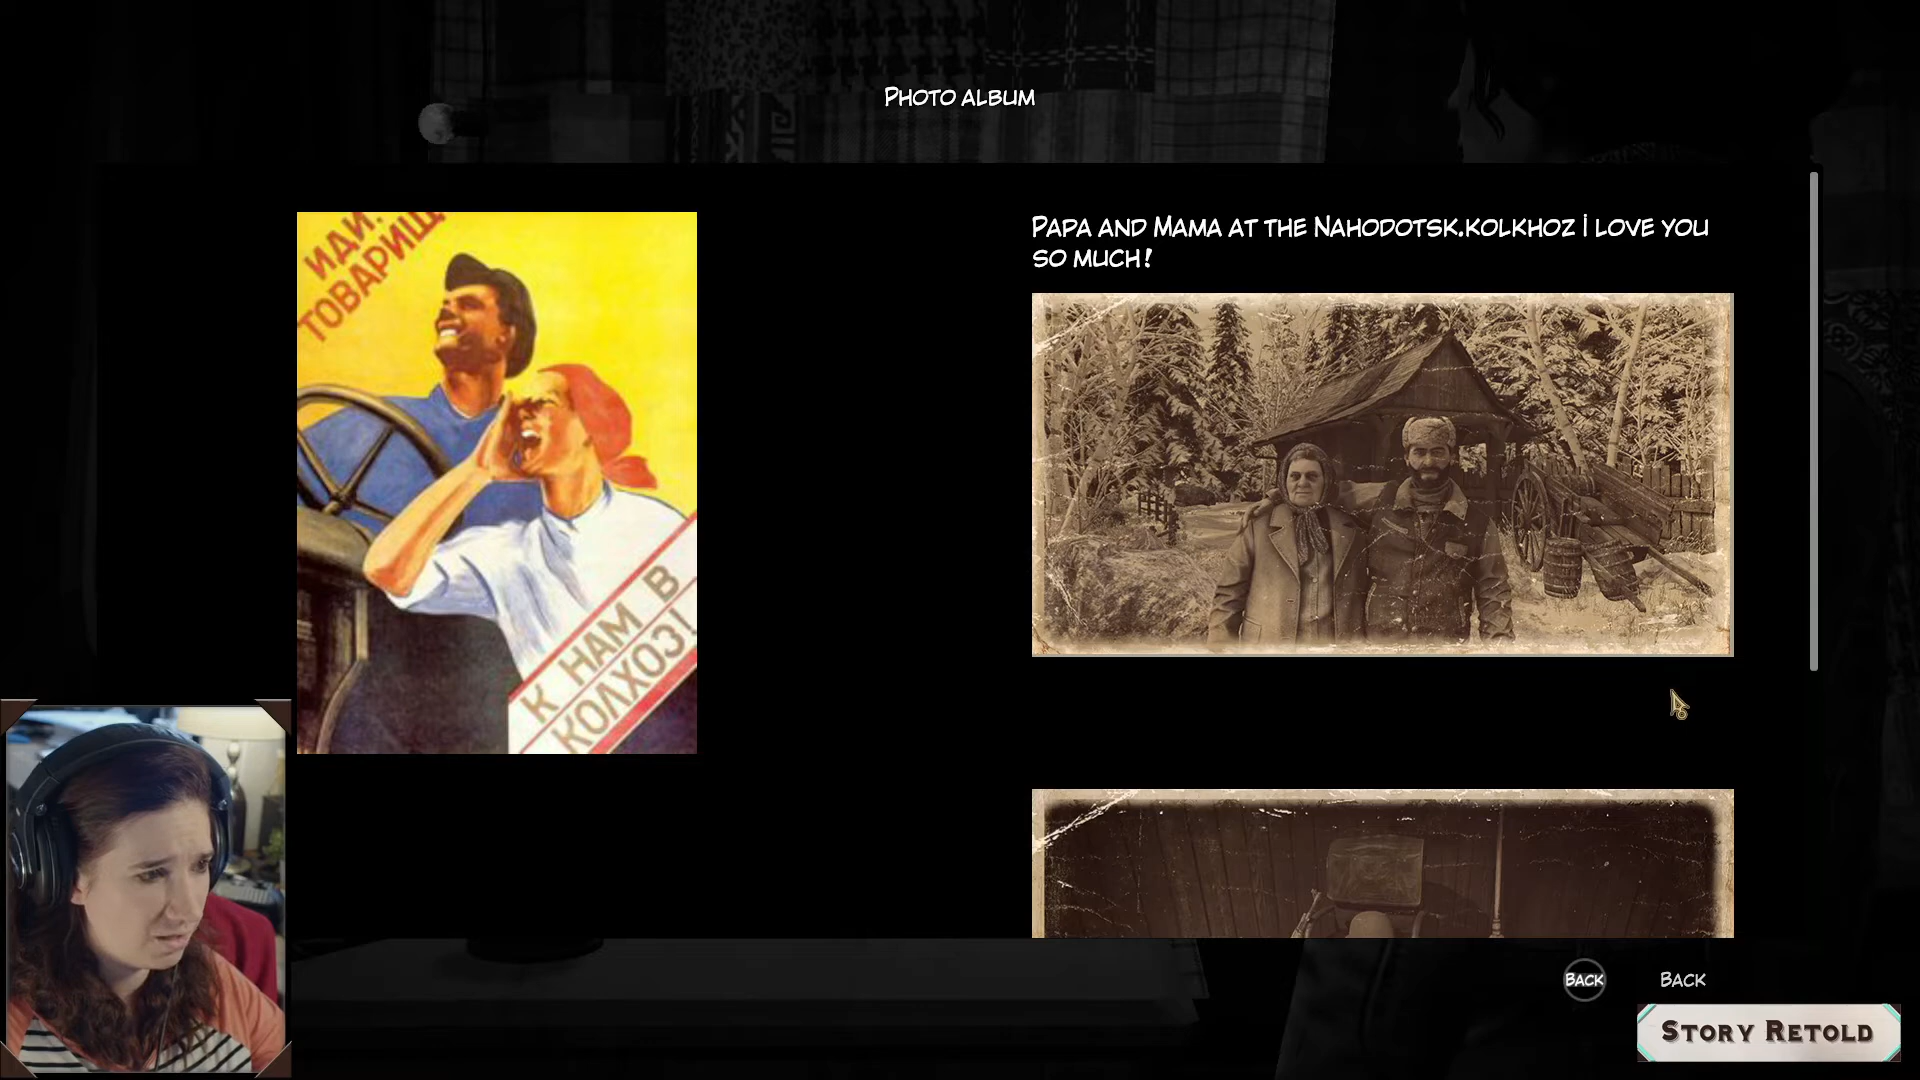 Photo album
ИДИ,
ТОВАРИЩ
К НАМ В
КОЛХОЗ!
Papa and Mama at the Nahodotsk.kolkhoz I love you
so much!
Back
Back
Story Retold